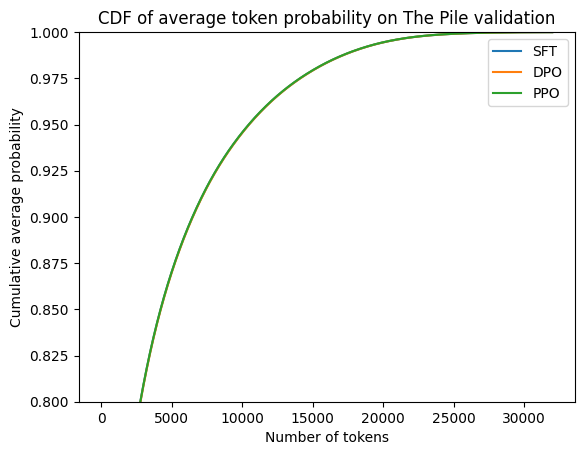 CDF of average token probability on The Pile validation
1.000
0.975
0.950
0.925
0.900
0.875
0.850
0.825
0.800
Cumulative average probability
SFT
DPO
PPO
0 5000 10000 15000 20000 25000 30000
Number of tokens